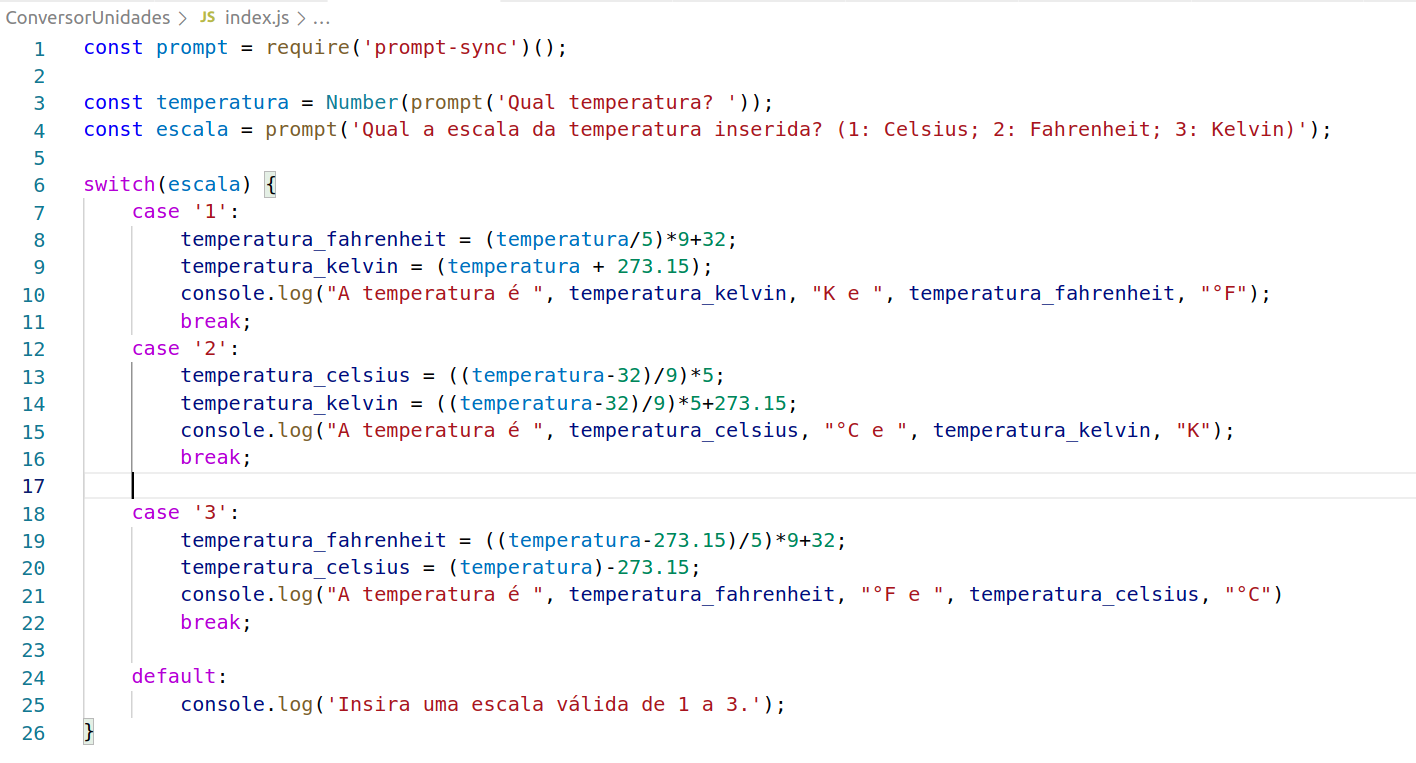 ConversorUnidades > JS index.js > ...
1 const prompt = require('prompt-sync')();
2
3 const temperatura = Number(prompt('Qual temperatura? '));
4 const escala = prompt('Qual a escala da temperatura inserida? (1: Celsius; 2: Fahrenheit; 3: Kelvin)');
5
6 switch(escala) {
7     case '1':
8         temperatura_fahrenheit = (temperatura/5)*9+32;
9         temperatura_kelvin = (temperatura + 273.15);
10         console.log("A temperatura é ", temperatura_kelvin, "K e ", temperatura_fahrenheit, "°F");
11         break;
12     case '2':
13         temperatura_celsius = ((temperatura-32)/9)*5;
14         temperatura_kelvin = ((temperatura-32)/9)*5+273.15;
15         console.log("A temperatura é ", temperatura_celsius, "°C e ", temperatura_kelvin, "K");
16         break;
17
18     case '3':
19         temperatura_fahrenheit = ((temperatura-273.15)/5)*9+32;
20         temperatura_celsius = (temperatura)-273.15;
21         console.log("A temperatura é ", temperatura_fahrenheit, "°F e ", temperatura_celsius, "°C")
22         break;
23
24     default:
25         console.log('Insira uma escala válida de 1 a 3.');
26 }